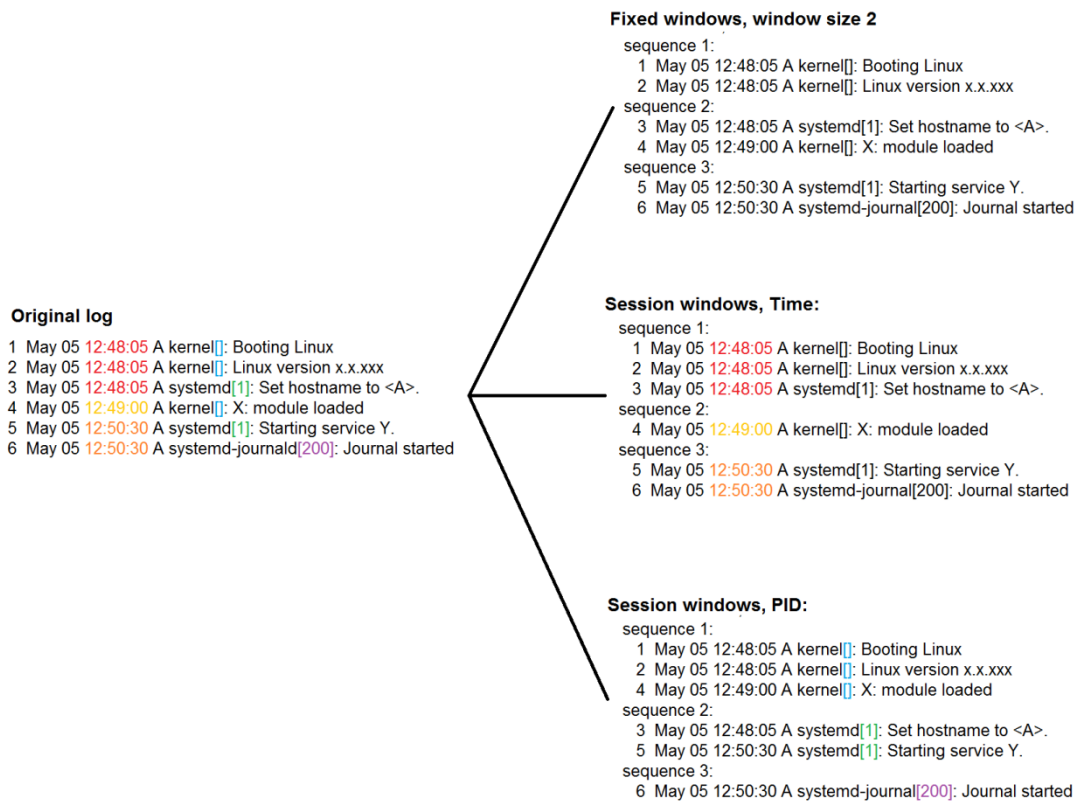 Original log
1 May 05 12:48:05 A kernel[]: Booting Linux
2 May 05 12:48:05 A kernel[]: Linux version x.x.xxx
3 May 05 12:48:05 A systemd[1]: Set hostname to <A>.
4 May 05 12:49:00 A kernel[]: X: module loaded
5 May 05 12:50:30 A systemd[1]: Starting service Y.
6 May 05 12:50:30 A systemd-journald[200]: Journal started
Fixed windows, window size 2
sequence 1:
1 May 05 12:48:05 A kernel[]: Booting Linux
2 May 05 12:48:05 A kernel[]: Linux version x.x.xxx
sequence 2:
3 May 05 12:48:05 A systemd[1]: Set hostname to <A>.
4 May 05 12:49:00 A kernel[]: X: module loaded
sequence 3:
5 May 05 12:50:30 A systemd[1]: Starting service Y.
6 May 05 12:50:30 A systemd-journal[200]: Journal started
Session windows, Time:
sequence 1:
1 May 05 12:48:05 A kernel[]: Booting Linux
2 May 05 12:48:05 A kernel[]: Linux version x.x.xxx
3 May 05 12:48:05 A systemd[1]: Set hostname to <A>.
sequence 2:
4 May 05 12:49:00 A kernel[]: X: module loaded
sequence 3:
5 May 05 12:50:30 A systemd[1]: Starting service Y.
6 May 05 12:50:30 A systemd-journal[200]: Journal started
Session windows, PID:
sequence 1:
1 May 05 12:48:05 A kernel[]: Booting Linux
2 May 05 12:48:05 A kernel[]: Linux version x.x.xxx
4 May 05 12:49:00 A kernel[]: X: module loaded
sequence 2:
3 May 05 12:48:05 A systemd[1]: Set hostname to <A>.
5 May 05 12:50:30 A systemd[1]: Starting service Y.
sequence 3:
6 May 05 12:50:30 A systemd-journal[200]: Journal started